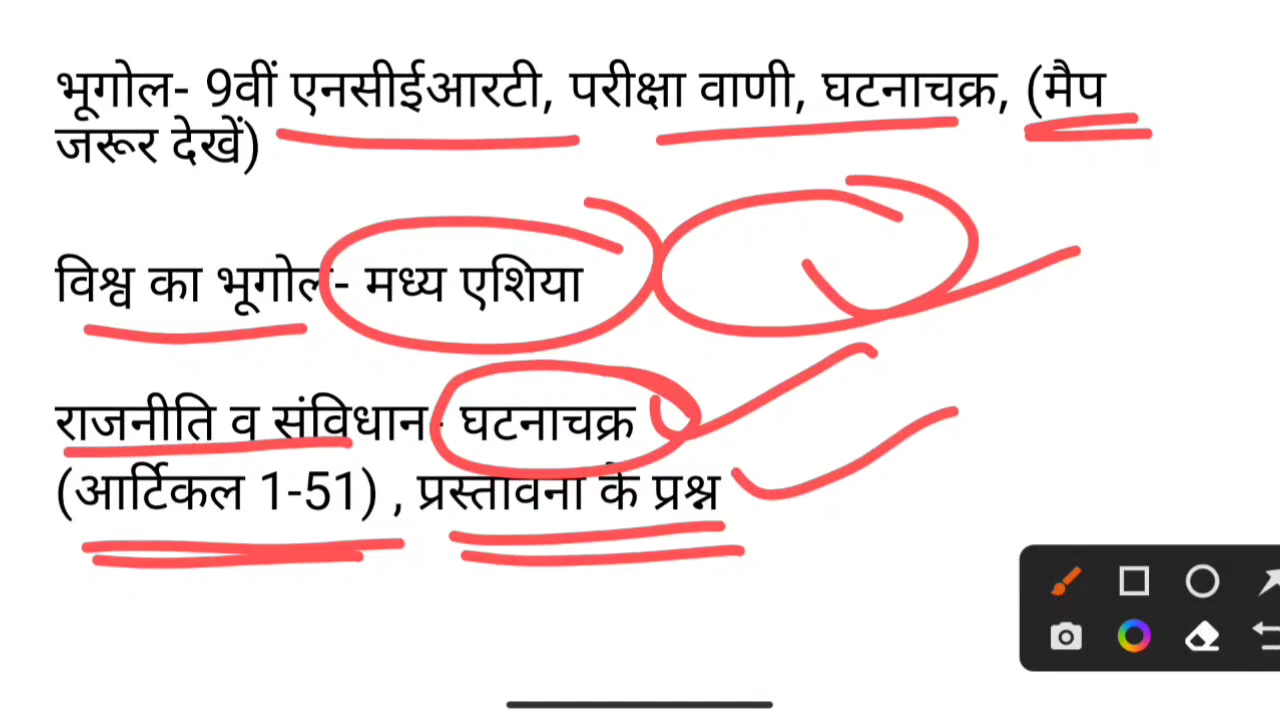 भूगोल- 9वीं एनसीईआरटी, परीक्षा वाणी, घटनाचक्र, (मैप
जरूर देखें)
विश्व का भूगोल- मध्य एशिया
राजनीति व संविधान- घटनाचक्र
(आर्टिकल 1-51) , प्रस्तावना के प्रश्न